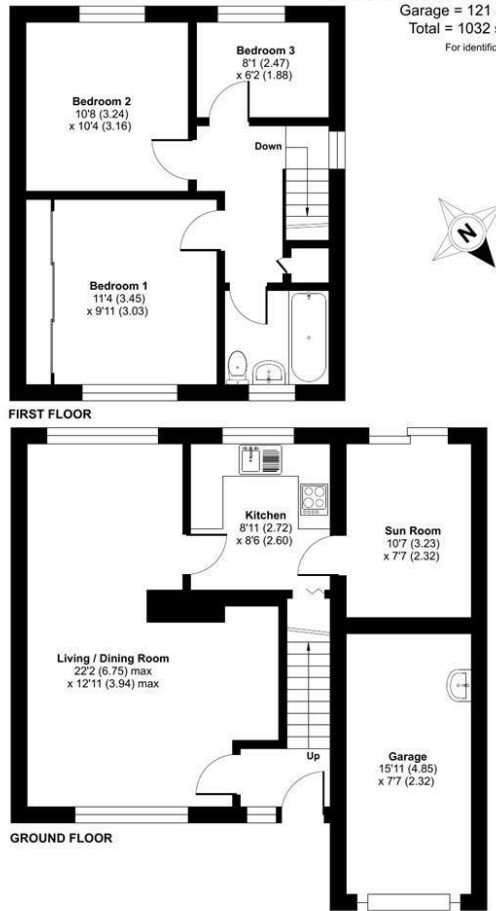 Garage = 121
Total = 1032
For identific
Bedroom 3
8'1 (2.47)
x 6'2 (1.88)
Bedroom 2
10'8 (3.24)
x 10'4 (3.16)
Down
N
Bedroom 1
11'4 (3.45)
x 9'11 (3.03)
FIRST FLOOR
Kitchen
8'11 (2.72)
x 8'6 (2.60)
Sun Room
10'7 (3.23)
x 7'7 (2.32)
Living / Dining Room
22'2 (6.75) max
x 12'11 (3.94) max
Up
Garage
15'11 (4.85)
x 7'7 (2.32)
GROUND FLOOR